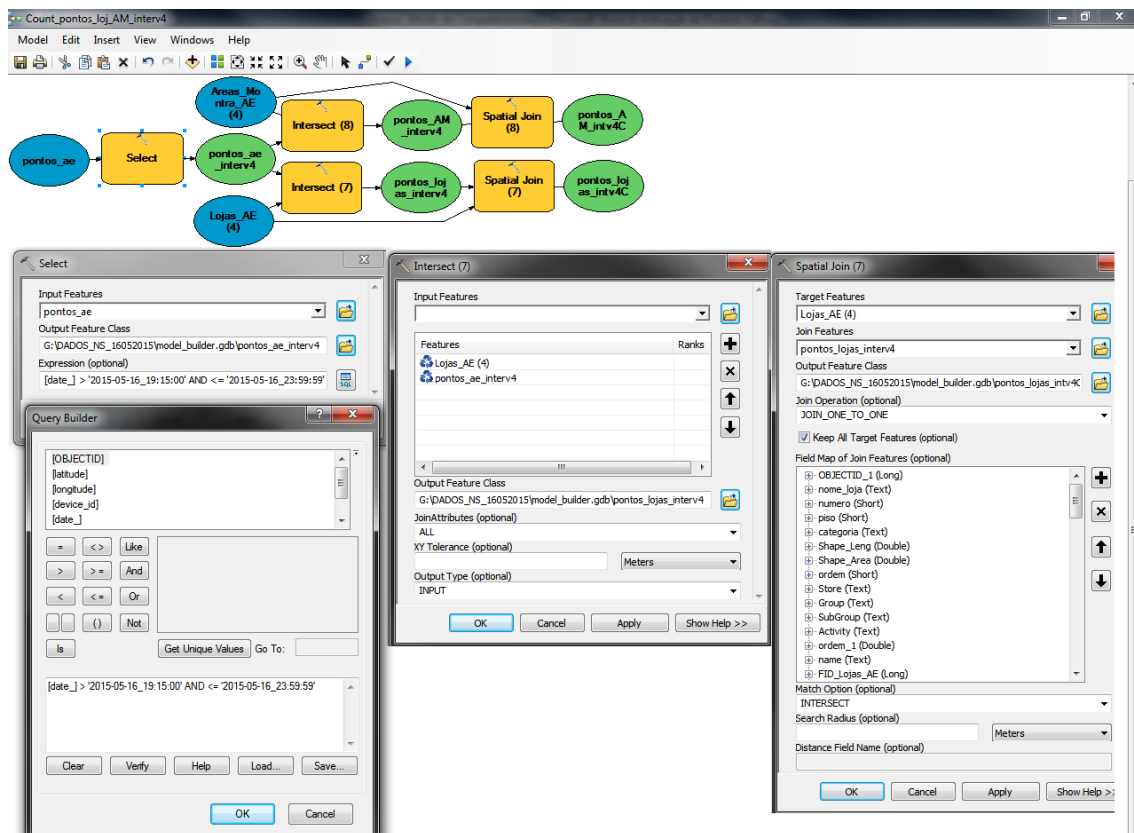 Count_pontos_loj_AM_interv4
Model Edit Insert View Windows Help
Areas_Mo
ntra_AE
(4)
Intersect (8)
pontos_AM
_interv4
Spatial Join
(8)
pontos_A
M_intv4C
pontos_ae
Select
pontos_ae
_interv4
Intersect (7)
pontos_loj
as_interv4
Spatial Join
(7)
pontos_loj
as_intv4C
Lojas_AE
(4)
Select
Input Features
pontos_ae
Output Feature Class
G:\DADOS_NS_16052015\model_builder.gdb\pontos_ae_interv4
Expression (optional)
[date_] > '2015-05-16_19:15:00' AND <= '2015-05-16_23:59:59'
SQL
Query Builder
[OBJECTID]
[latitude]
[longitude]
[device_id]
[date_]
= <> Like
> >= And
< <= Or
() Not
Is
Get Unique Values Go To:
[date_] > '2015-05-16_19:15:00' AND <= '2015-05-16_23:59:59'
Clear Verify Help Load... Save...
OK Cancel
Intersect (7)
Input Features
Features Ranks
Lojas_AE (4)
pontos_ae_interv4
Output Feature Class
G:\DADOS_NS_16052015\model_builder.gdb\pontos_lojas_interv4
JoinAttributes (optional)
ALL
XY Tolerance (optional)
Meters
Output Type (optional)
INPUT
OK Cancel Apply Show Help >>
Spatial Join (7)
Target Features
Lojas_AE (4)
Join Features
pontos_lojas_interv4
Output Feature Class
G:\DADOS_NS_16052015\model_builder.gdb\pontos_lojas_intv4C
Join Operation (optional)
JOIN_ONE_TO_ONE
Keep All Target Features (optional)
Field Map of Join Features (optional)
OBJECTID_1 (Long)
nome_loja (Text)
numero (Short)
piso (Short)
categoria (Text)
Shape_Leng (Double)
Shape_Area (Double)
ordem (Short)
Store (Text)
Group (Text)
SubGroup (Text)
Activity (Text)
ordem_1 (Double)
name (Text)
FID_Lojas_AE (Long)
Match Option (optional)
INTERSECT
Search Radius (optional)
Meters
Distance Field Name (optional)
OK Cancel Apply Show Help >>